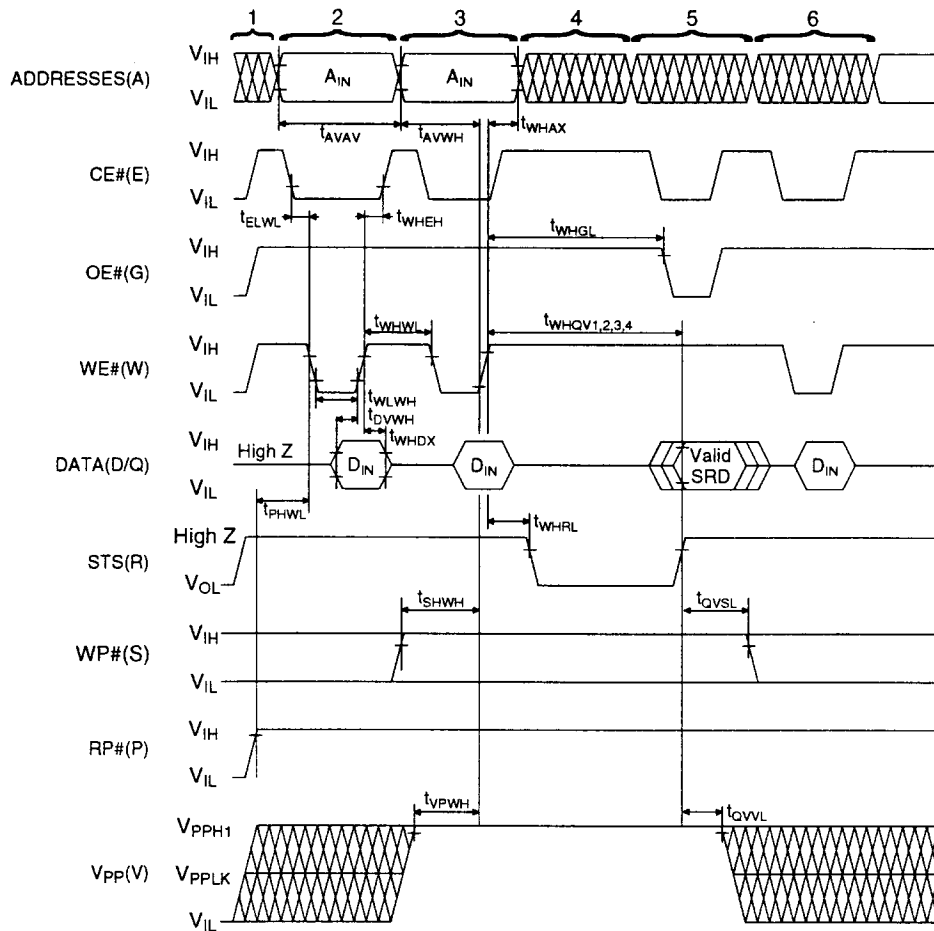 1 2 3 4 5 6
ADDRESSES(A) VIH VIL AIN AIN
tAVAV tAVWH tWHAX
CE#(E) VIH VIL
tELWL tWHEH tWHGL
OE#(G) VIH VIL
tWHWL tWHQV1,2,3,4
WE#(W) VIH VIL
tWLWH
tDVWH
tWHDX
DATA(D/Q) VIH High Z VIL DIN DIN Valid SRD DIN
tPHWL
tWHRL
STS(R) High Z VOL
tSHWH tQVSL
WP#(S) VIH VIL
RP#(P) VIH VIL
tVPWH tQVVL
VPP(V) VPPH1 VPPLK VIL